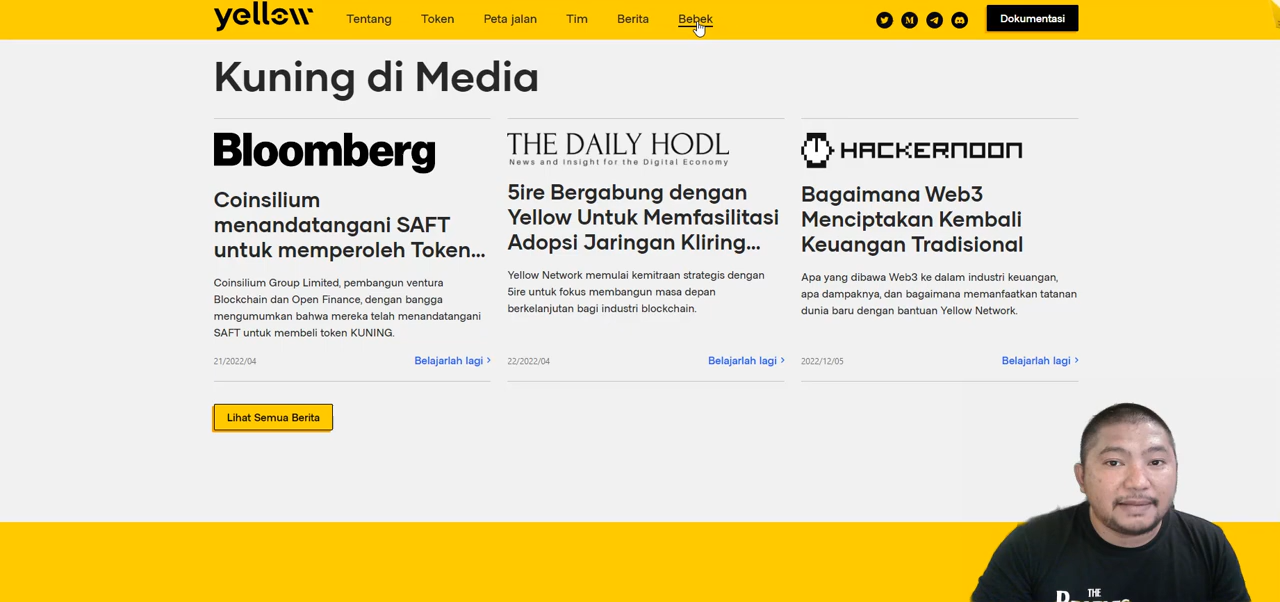 yellow
Tentang
Token
Peta jalan
Tim
Berita
Bebek
Dokumentasi
Kuning di Media
Bloomberg
Coinsilium
menandatangani SAFT
untuk memperoleh Token...
Coinsilium Group Limited, pembangun ventura
Blockchain dan Open Finance, dengan bangga
mengumumkan bahwa mereka telah menandatangani
SAFT untuk membeli token KUNING.
21/2022/04
Belajarlah lagi
THE DAILY HODL
News and Insight for the Digital Economy
5ire Bergabung dengan
Yellow Untuk Memfasilitasi
Adopsi Jaringan Kliring...
Yellow Network memulai kemitraan strategis dengan
5ire untuk fokus membangun masa depan
berkelanjutan bagi industri blockchain.
22/2022/04
Belajarlah lagi
HACKERNOON
Bagaimana Web3
Menciptakan Kembali
Keuangan Tradisional
Apa yang dibawa Web3 ke dalam industri keuangan,
apa dampaknya, dan bagaimana memanfaatkan tatanan
dunia baru dengan bantuan Yellow Network.
2022/12/05
Belajarlah lagi
Lihat Semua Berita
THE